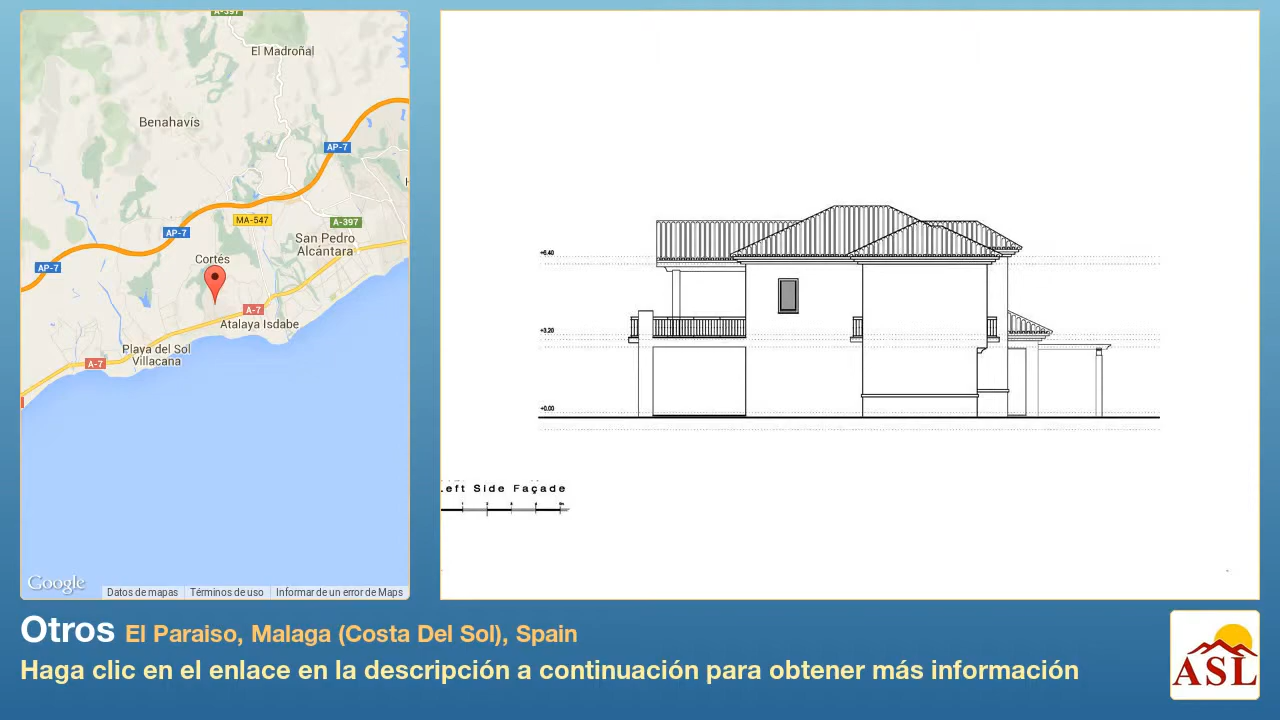 A-397
El Madroñal
Benahavís
AP-7
MA-547
A-397
AP-7
San Pedro
Alcántara
Cortés
AP-7
A-7
Atalaya Isdabe
Playa del Sol
Villacana
A-7
Google
Datos de mapas
Términos de uso
Informar de un error de Maps
+6.40
+3.20
+0.00
Left Side Façade
Otros El Paraiso, Malaga (Costa Del Sol), Spain
Haga clic en el enlace en la descripción a continuación para obtener más información
ASL